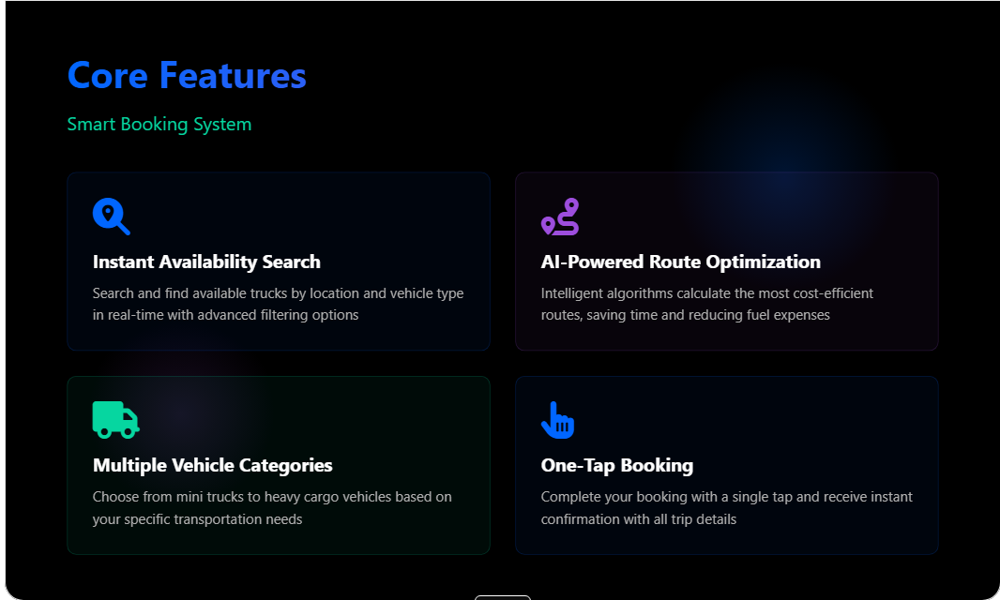 Core Features
Smart Booking System
Instant Availability Search
Search and find available trucks by location and vehicle type
in real-time with advanced filtering options
AI-Powered Route Optimization
Intelligent algorithms calculate the most cost-efficient
routes, saving time and reducing fuel expenses
Multiple Vehicle Categories
Choose from mini trucks to heavy cargo vehicles based on
your specific transportation needs
One-Tap Booking
Complete your booking with a single tap and receive instant
confirmation with all trip details